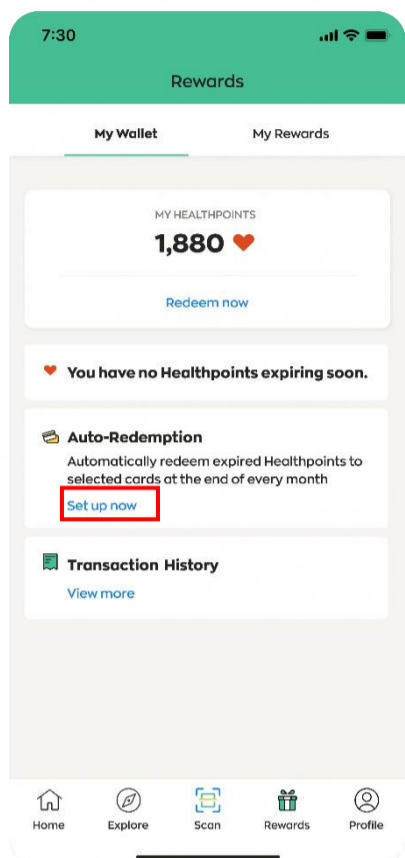 7:30
Rewards
My Wallet
My Rewards
MY HEALTHPOINTS
1,880
Redeem now
You have no Healthpoints expiring soon.
Auto-Redemption
Automatically redeem expired Healthpoints to
selected cards at the end of every month
Set up now
Transaction History
View more
Home
Explore
Scan
Rewards
Profile